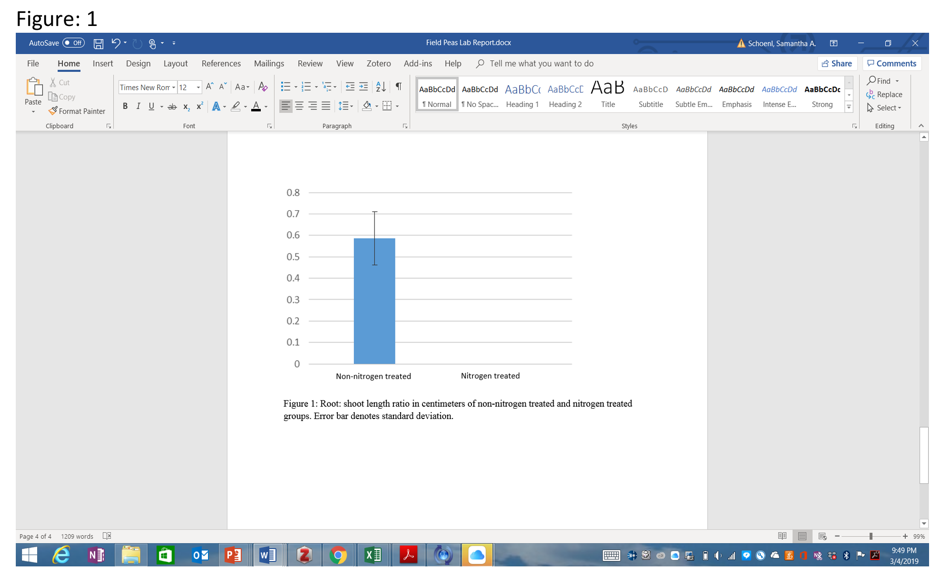 Figure: 1
AutoSave Off
Field Peas Lab Report.docx
Schoenl, Samantha A.
File Home Insert Design Layout References Mailings Review View Zotero Add-ins Help Tell me what you want to do
Share Comments
Paste
Cut
Copy
Format Painter
Clipboard
Times New Rom 12
Aa
B I U ab x₂ x² A A
Font
Paragraph
AaBbCcDd AaBbCcDd AaBbCc AaBbCcD AaB AaBbCcD AaBbCcDd AaBbCcDd AaBbCcDd AaBbCcDc
¶ Normal ¶ No Spac... Heading 1 Heading 2 Title Subtitle Subtle Em... Emphasis Intense E... Strong
Styles
Find
Replace
Select
Editing
0.8
0.7
0.6
0.5
0.4
0.3
0.2
0.1
0
Non-nitrogen treated Nitrogen treated
Figure 1: Root: shoot length ratio in centimeters of non-nitrogen treated and nitrogen treated
groups. Error bar denotes standard deviation.
Page 4 of 4 1209 words
99%
9:49 PM
3/4/2019